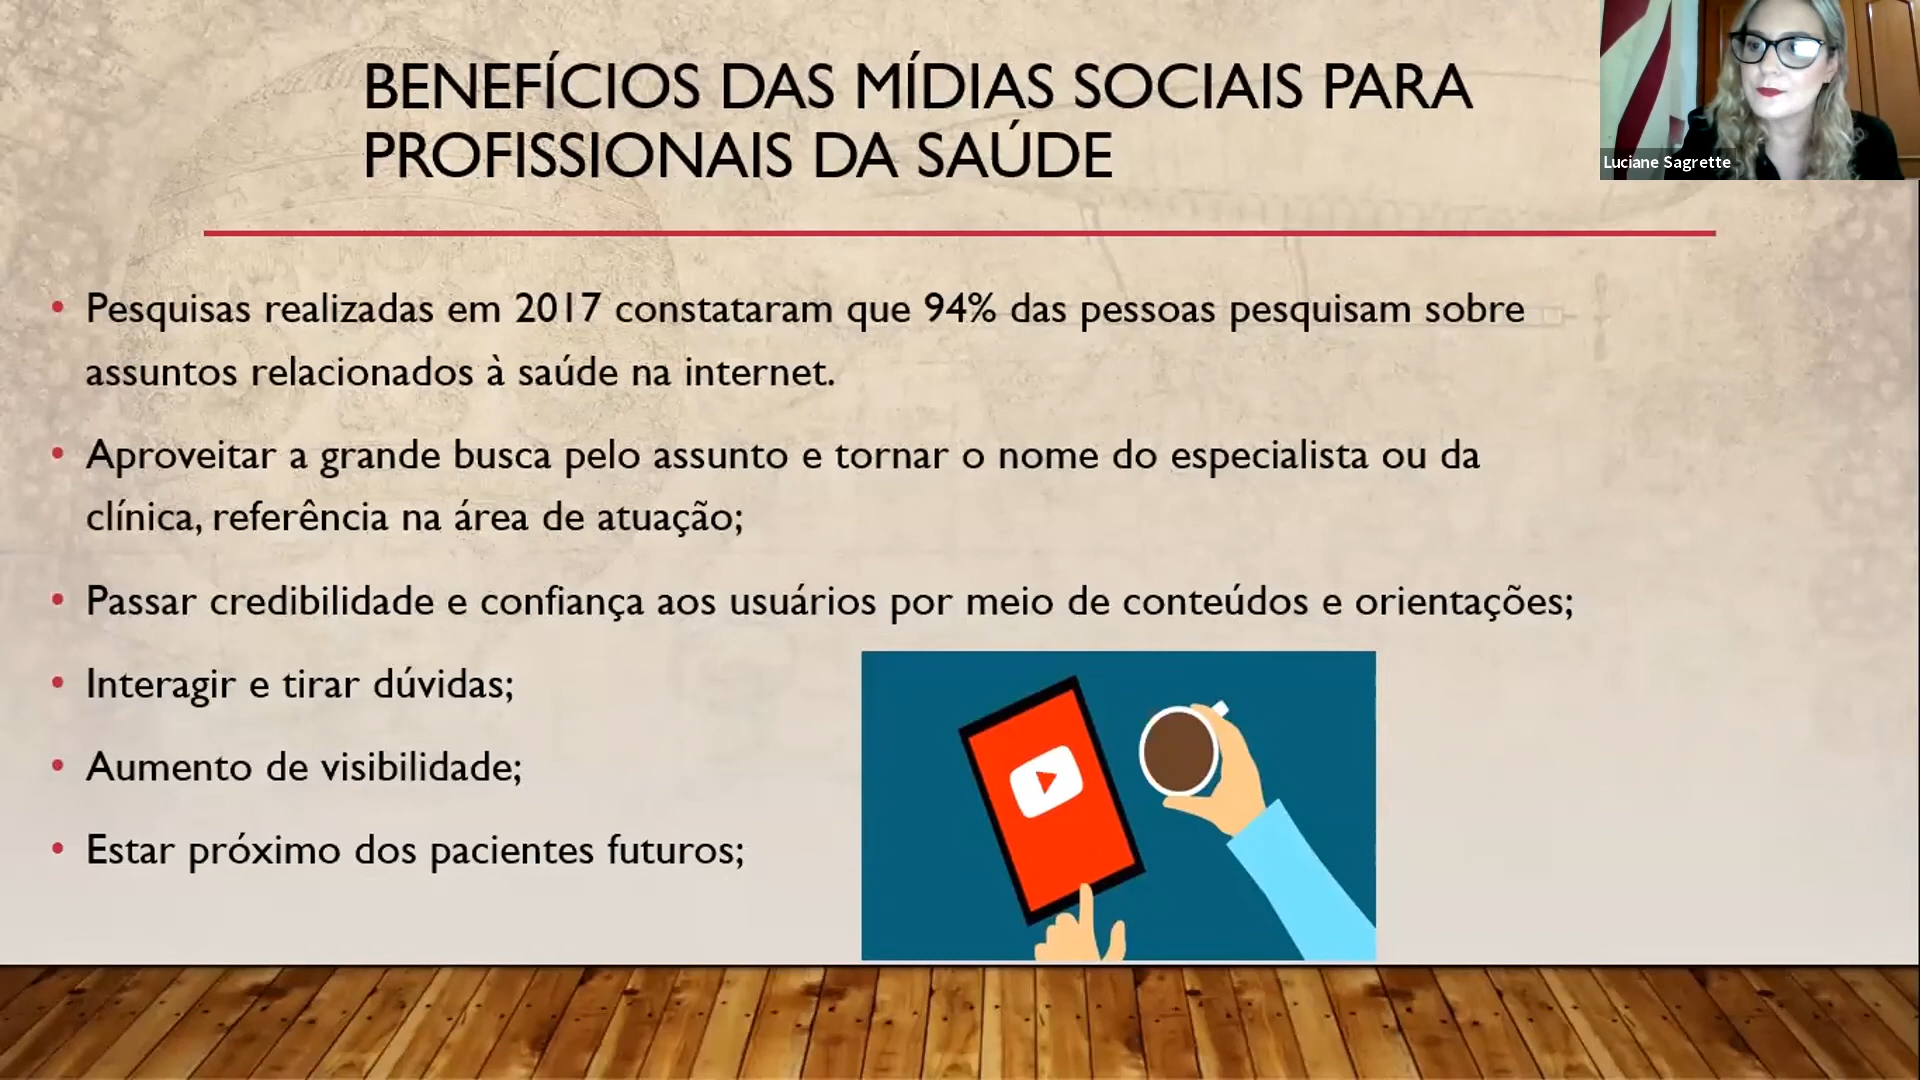 BENEFÍCIOS DAS MÍDIAS SOCIAIS PARA
PROFISSIONAIS DA SAÚDE
Luciane Sagrette
• Pesquisas realizadas em 2017 constataram que 94% das pessoas pesquisam sobre
assuntos relacionados à saúde na internet.
• Aproveitar a grande busca pelo assunto e tornar o nome do especialista ou da
clínica, referência na área de atuação;
• Passar credibilidade e confiança aos usuários por meio de conteúdos e orientações;
• Interagir e tirar dúvidas;
• Aumento de visibilidade;
• Estar próximo dos pacientes futuros;